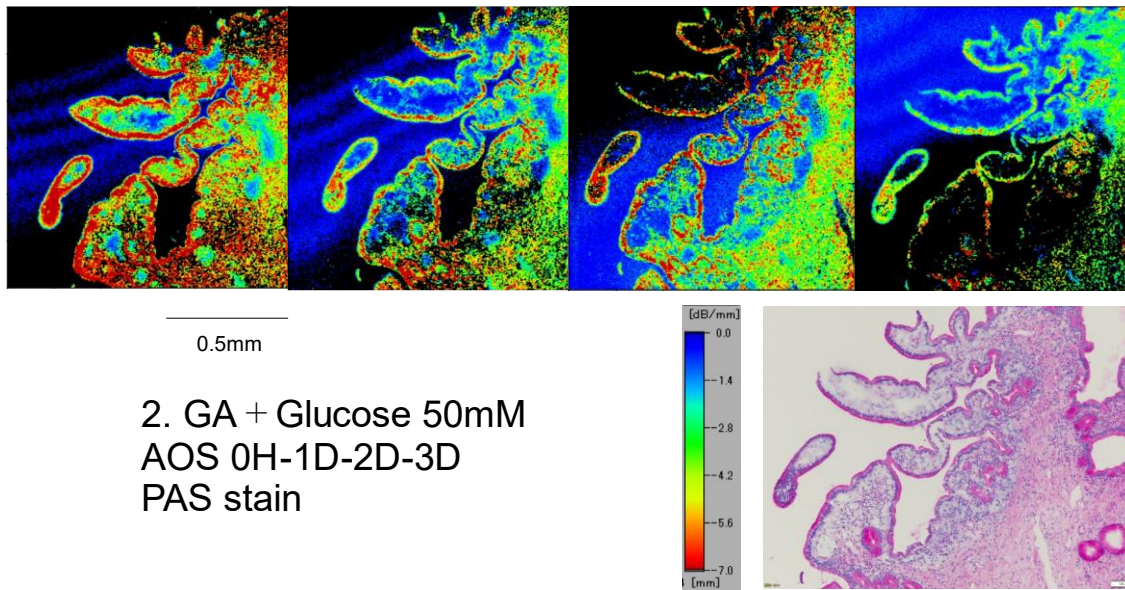 0.5mm
2. GA + Glucose 50mM
AOS 0H-1D-2D-3D
PAS stain
[dB/mm]
0.0
-1.4
-2.8
-4.2
-5.6
-7.0
[mm]